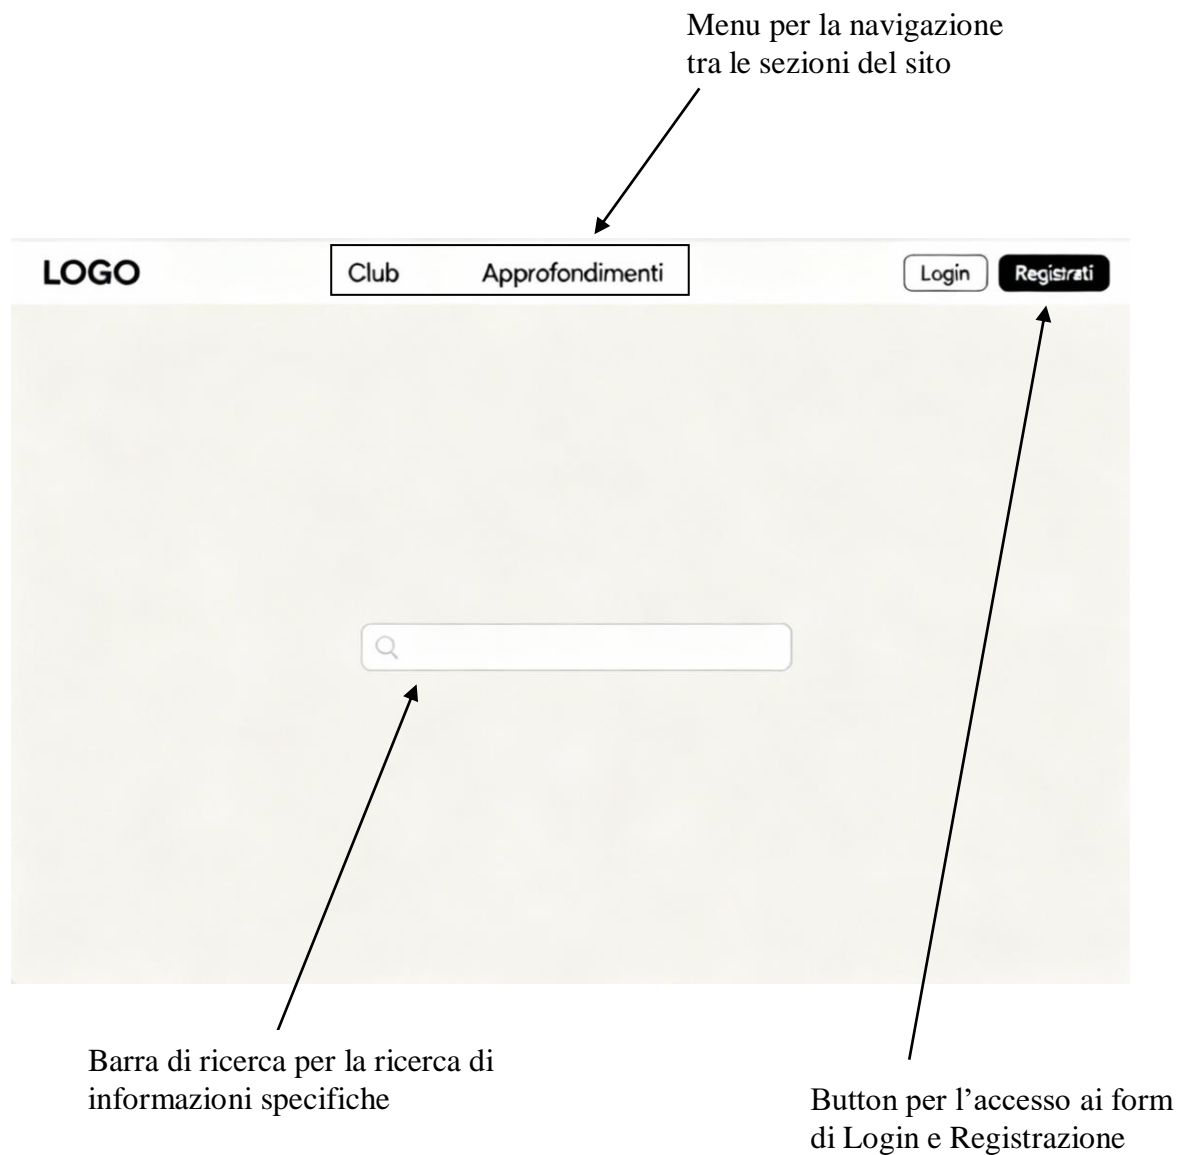 Menu per la navigazione
tra le sezioni del sito
LOGO
Club
Approfondimenti
Login
Registrati
Barra di ricerca per la ricerca di
informazioni specifiche
Button per l’accesso ai form
di Login e Registrazione